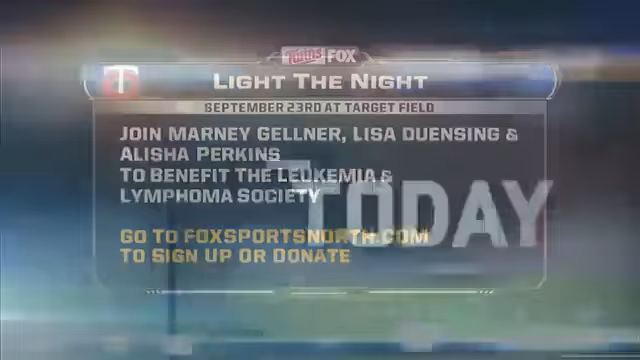 Twins FOX
LIGHT THE NIGHT
SEPTEMBER 23RD AT TARGET FIELD
JOIN MARNEY GELLNER, LISA DUENSING &
ALISHA PERKINS
TO BENEFIT THE LEUKEMIA &
LYMPHOMA SOCIETY
TODAY
GO TO FOXSPORTSNORTH.COM
TO SIGN UP OR DONATE